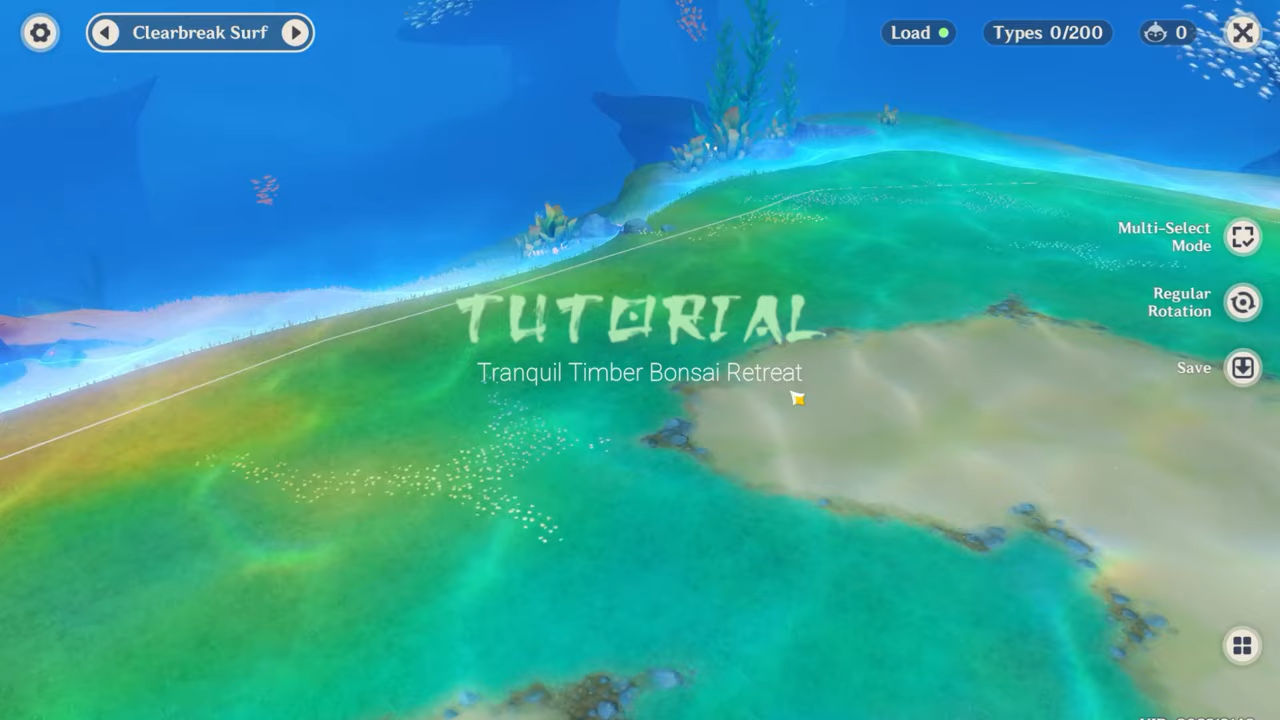 Clearbreak Surf
Load
Types 0/200
0
Multi-Select
Mode
Regular
Rotation
TUTORIAL
Tranquil Timber Bonsai Retreat
Save